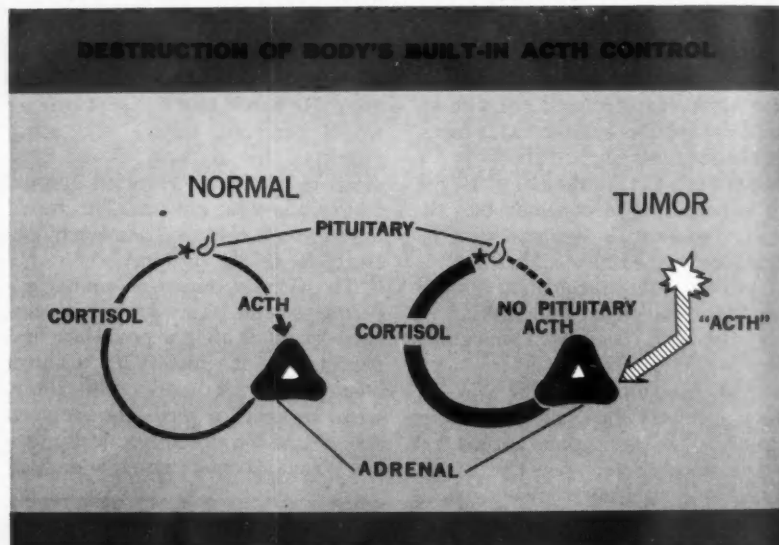 DESTRUCTION OF BODY'S BUILT-IN ACTH CONTROL
NORMAL
TUMOR
PITUITARY
CORTISOL
ACTH
CORTISOL
NO PITUITARY
ACTH
"ACTH"
ADRENAL